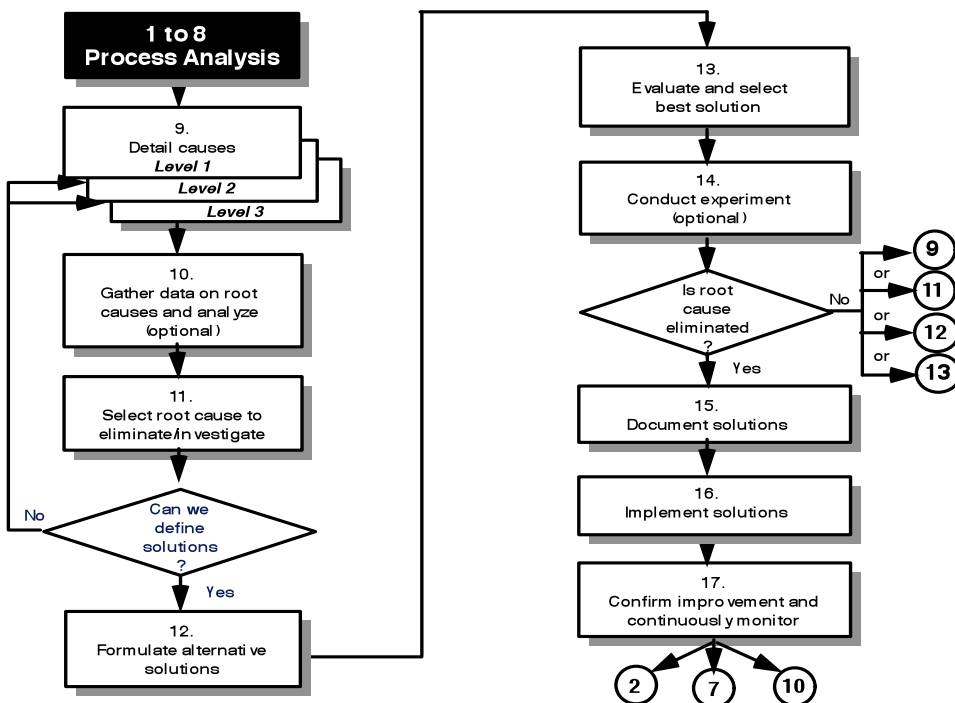 1 to 8
Process Analysis
9.
Detail causes
Level 1
Level 2
Level 3
10.
Gather data on root
causes and analyze
(optional)
11.
Select root cause to
eliminate/investigate
Can we
define
solutions
?
No
Yes
12.
Formulate alternative
solutions
13.
Evaluate and select
best solution
14.
Conduct experiment
(optional)
Is root
cause
eliminated
?
No
9
or
11
or
12
or
13
Yes
15.
Document solutions
16.
Implement solutions
17.
Confirm improvement and
continuously monitor
2
7
10